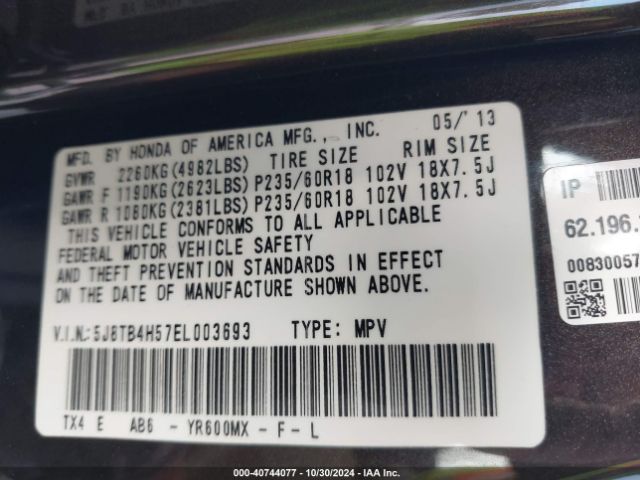 MFD. BY HONDA OF AMERICA MFG., INC. 05/'13
GVWR 2260KG(4982LBS) TIRE SIZE RIM SIZE
GAWR F 1190KG(2623LBS) P235/60R18 102V 18X7.5J
GAWR R 1080KG(2381LBS) P235/60R18 102V 18X7.5J
THIS VEHICLE CONFORMS TO ALL APPLICABLE
FEDERAL MOTOR VEHICLE SAFETY
AND THEFT PREVENTION STANDARDS IN EFFECT
ON THE DATE OF MANUFACTURE SHOWN ABOVE.
V.I.N.: 5J8TB4H57EL003693 TYPE: MPV
TX4 E AB6 - YR600MX - F - L
IP
62.196.
00830057
000-40744077 | 10/30/2024 | IAA Inc.